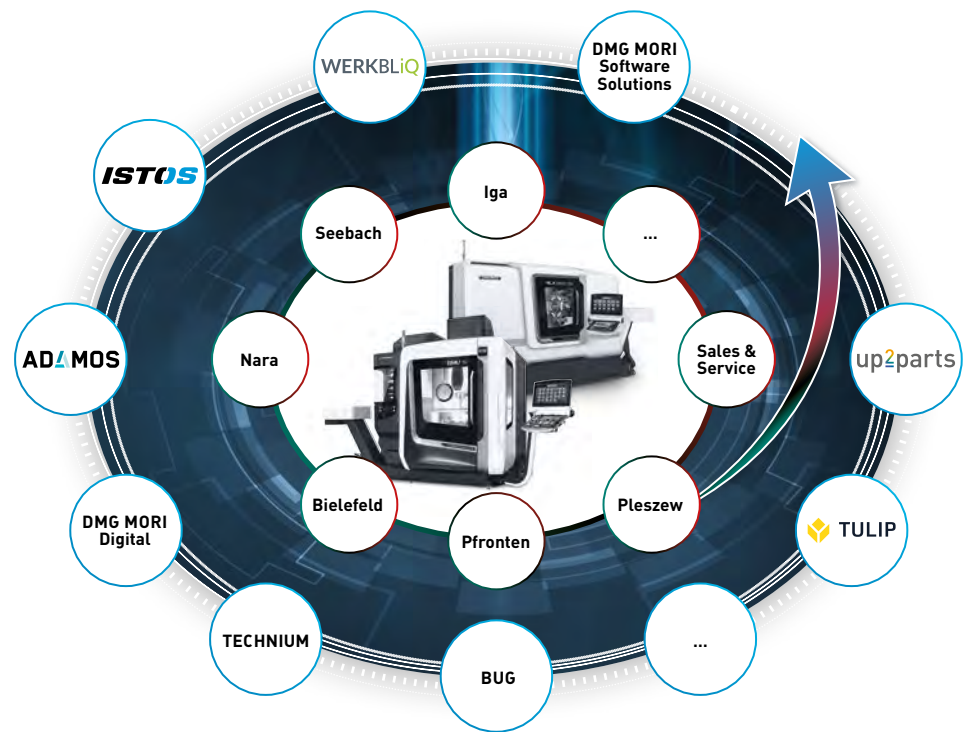 WERKBLiQ
DMG MORI
Software
Solutions
ISTOS
Iga
Seebach
...
ADAMOS
Nara
Sales &
Service
up2parts
Bielefeld
Pleszew
DMG MORI
Digital
Pfronten
TULIP
TECHNIUM
BUG
...